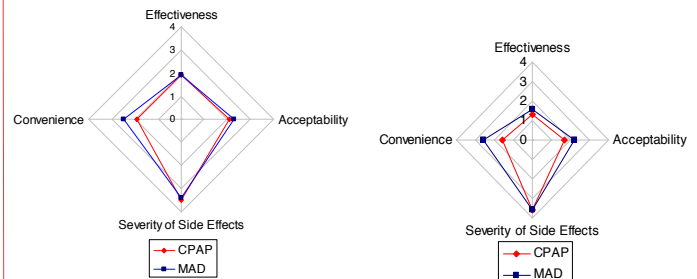 Effectiveness
4
3
2
1
0
Convenience
Acceptability
Severity of Side Effects
CPAP
MAD
Effectiveness
4
3
2
1
0
Convenience
Acceptability
Severity of Side Effects
CPAP
MAD